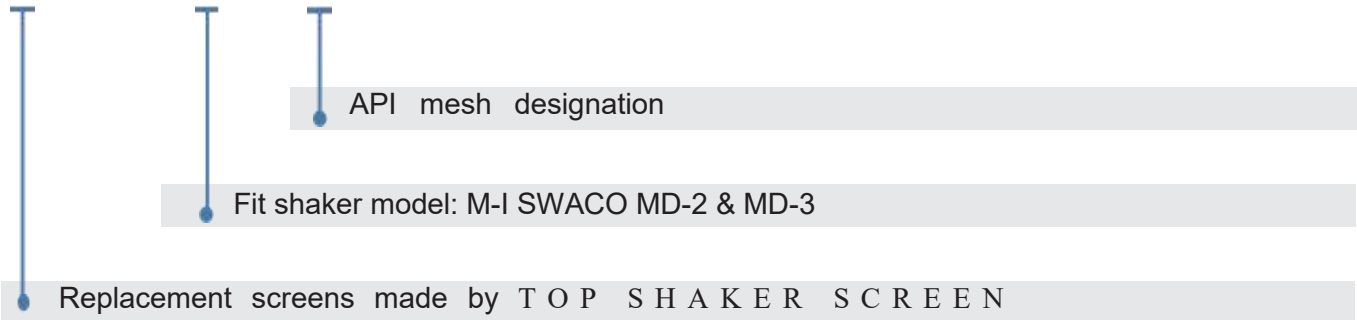 API mesh designation
Fit shaker model: M-I SWACO MD-2 & MD-3
Replacement screens made by TOP SHAKER SCREEN